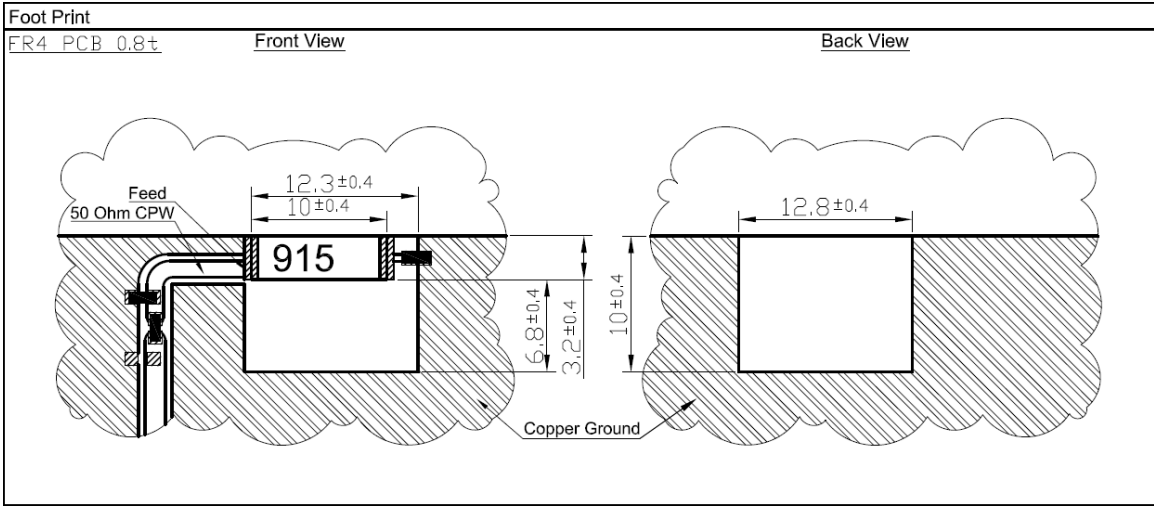 Foot Print
FR4 PCB 0.8t
Front View
Back View
12.3±0.4
10±0.4
Feed
50 Ohm CPW
915
6.8±0.4
3.2±0.4
12.8±0.4
10±0.4
Copper Ground